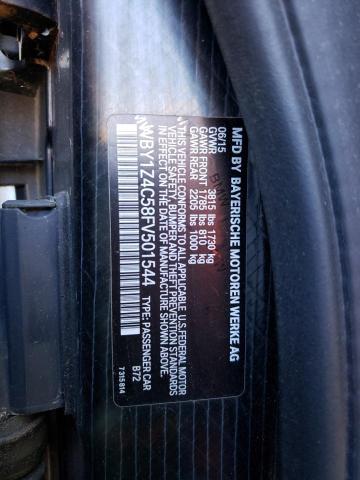 MFD BY BAYERISCHE MOTOREN WERKE AG
06/15
GVWR 3815 lbs 1730 kg
GAWR FRONT 1785 lbs 810 kg
GAWR REAR 2205 lbs 1000 kg
THIS VEHICLE CONFORMS TO ALL APPLICABLE U.S. FEDERAL MOTOR
VEHICLE SAFETY, BUMPER AND THEFT PREVENTION STANDARDS
IN EFFECT ON THE DATE OF MANUFACTURE SHOWN ABOVE.
WBY1Z4C58FV501544 TYPE: PASSENGER CAR
B72
7315814